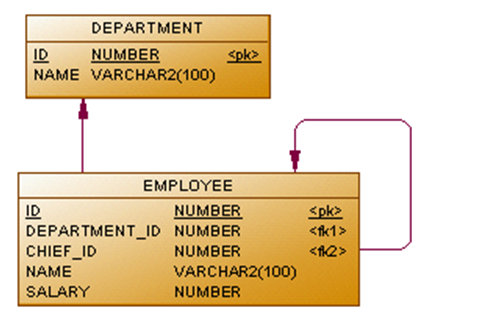 DEPARTMENT
ID NUMBER <pk>
NAME VARCHAR2(100)
EMPLOYEE
ID NUMBER <pk>
DEPARTMENT_ID NUMBER <fk1>
CHIEF_ID NUMBER <fk2>
NAME VARCHAR2(100)
SALARY NUMBER